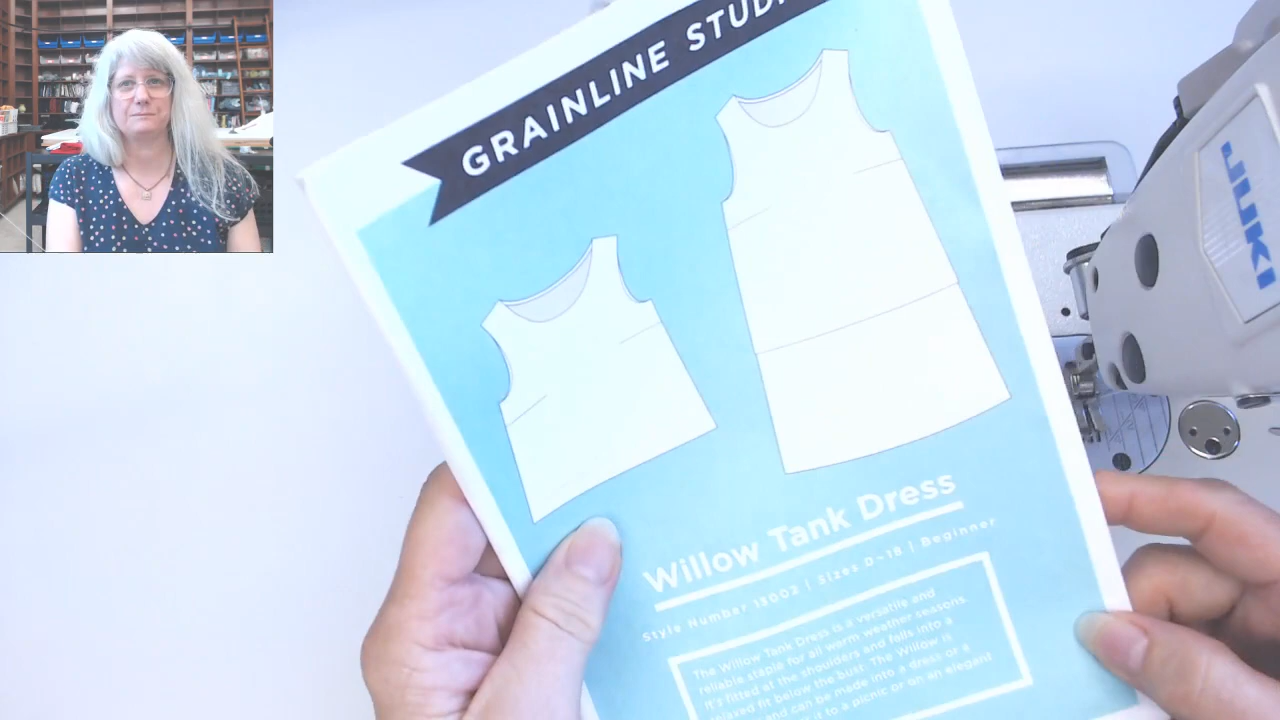 GRAINLINE
JUKI
Willow Tank Dress
Style Number 13002 | Sizes 0-18 | Beginner
The Willow Tank Dress is a versatile and
reliable staple for all warm weather seasons.
It's fitted at the shoulders and falls into a
relaxed fit below the bust. The Willow is
and can be made into a dress or a
it to a picnic or on an elegant